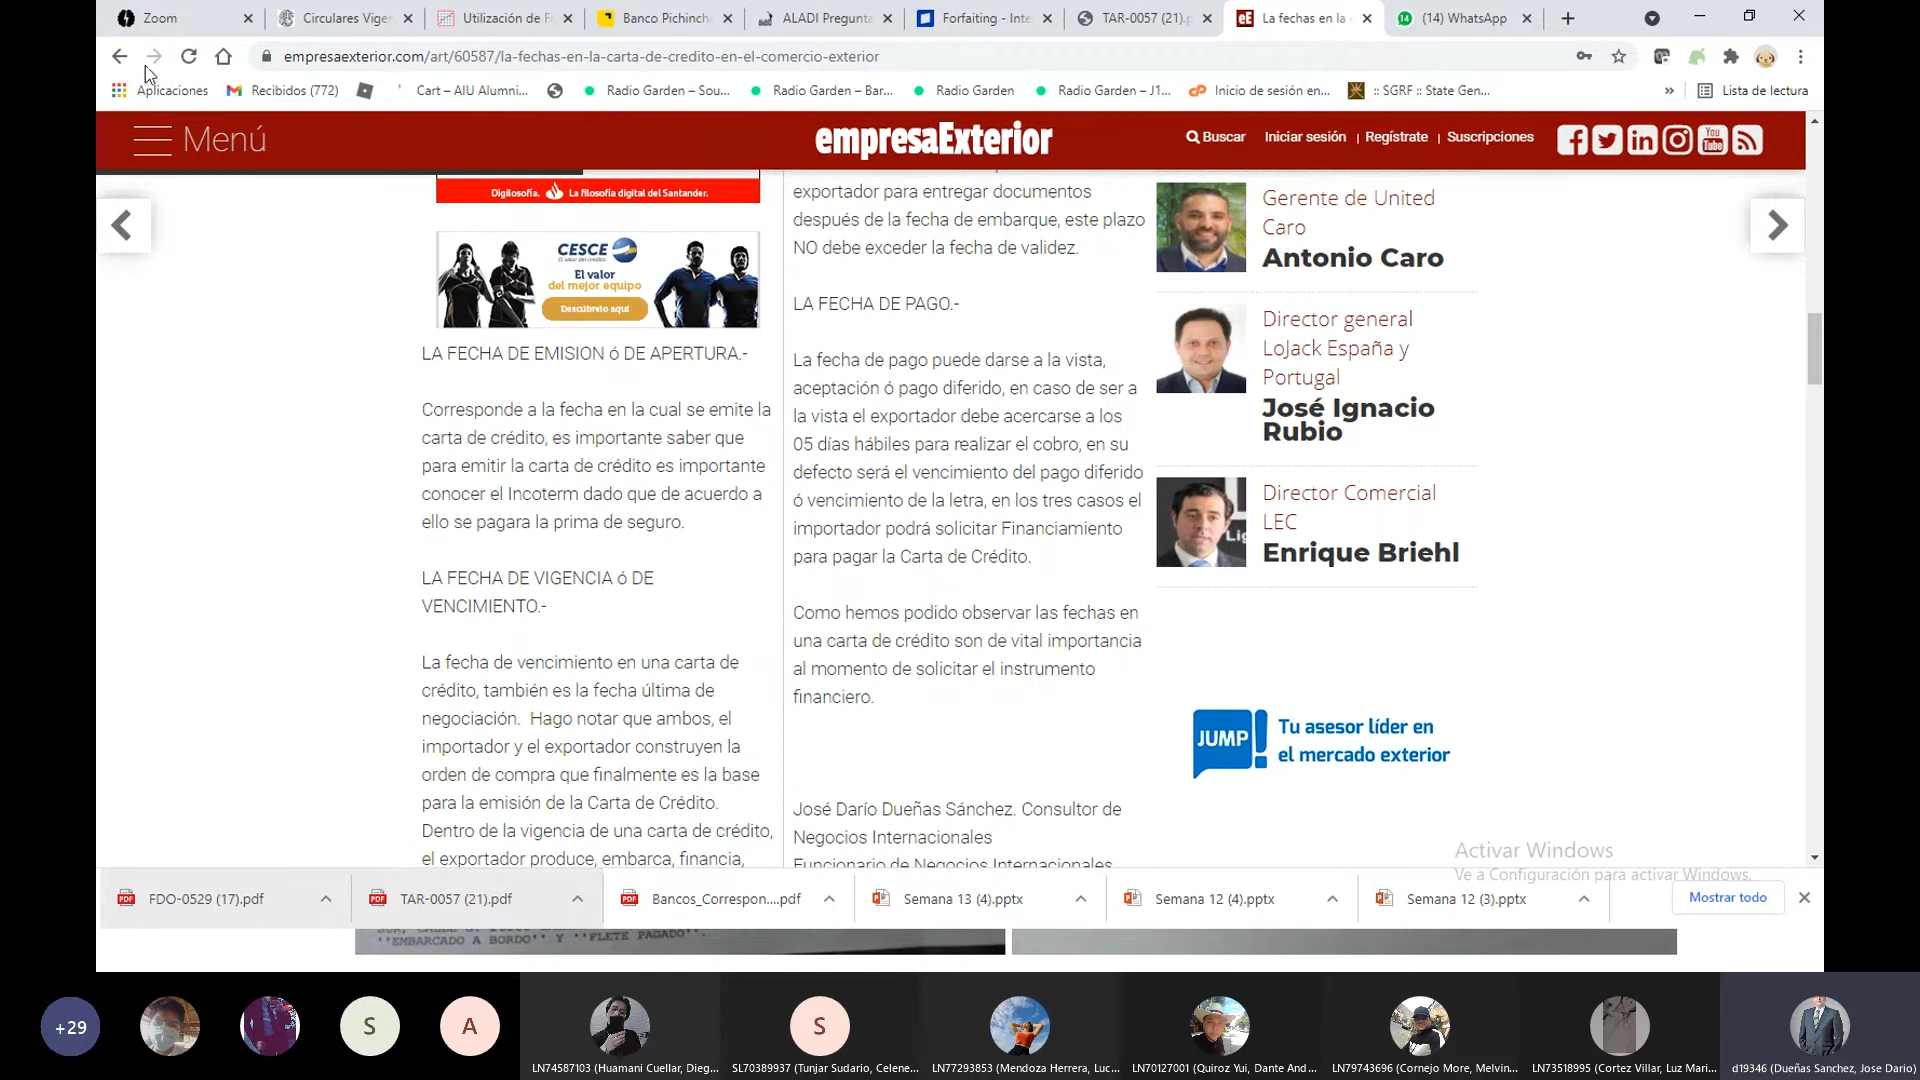 Zoom
Circulares Viger
Utilización de F
Banco Pichinch
ALADI Pregunta
Forfaiting - Inte
TAR-0057 (21).p
La fechas en la
(14) WhatsApp
empresaexterior.com/art/60587/la-fechas-en-la-carta-de-credito-en-el-comercio-exterior
Aplicaciones
Recibidos (772)
Cart – AIU Alumni...
Radio Garden – Sou...
Radio Garden – Bar...
Radio Garden
Radio Garden – J1...
Inicio de sesión en...
:: SGRF :: State Gen...
»
Lista de lectura
Menú
empresaExterior
Buscar
Iniciar sesión
| Regístrate
| Suscripciones
You Tube
Digilosofía. La filosofía digital del Santander.
CESCE
El valor del crédito
El valor
del mejor equipo
Descúbrelo aquí
LA FECHA DE EMISION ó DE APERTURA.-
Corresponde a la fecha en la cual se emite la
carta de crédito, es importante saber que
para emitir la carta de crédito es importante
conocer el Incoterm dado que de acuerdo a
ello se pagara la prima de seguro.
LA FECHA DE VIGENCIA ó DE
VENCIMIENTO.-
La fecha de vencimiento en una carta de
crédito, también es la fecha última de
negociación. Hago notar que ambos, el
importador y el exportador construyen la
orden de compra que finalmente es la base
para la emisión de la Carta de Crédito.
Dentro de la vigencia de una carta de crédito,
el exportador produce, embarca, financia,
exportador para entregar documentos
después de la fecha de embarque, este plazo
NO debe exceder la fecha de validez.
LA FECHA DE PAGO.-
La fecha de pago puede darse a la vista,
aceptación ó pago diferido, en caso de ser a
la vista el exportador debe acercarse a los
05 días hábiles para realizar el cobro, en su
defecto será el vencimiento del pago diferido
ó vencimiento de la letra, en los tres casos el
importador podrá solicitar Financiamiento
para pagar la Carta de Crédito.
Como hemos podido observar las fechas en
una carta de crédito son de vital importancia
al momento de solicitar el instrumento
financiero.
José Darío Dueñas Sánchez. Consultor de
Negocios Internacionales
Funcionario de Negocios Internacionales
Gerente de United
Caro
Antonio Caro
Director general
LoJack España y
Portugal
José Ignacio
Rubio
Director Comercial
LEC
Enrique Briehl
JUMP!
Tu asesor líder en
el mercado exterior
Activar Windows
Ve a Configuración para activar Windows.
FDO-0529 (17).pdf
TAR-0057 (21).pdf
Bancos_Correspon....pdf
Semana 13 (4).pptx
Semana 12 (4).pptx
Semana 12 (3).pptx
Mostrar todo
''EMBARCADO A BORDO'' Y ''FLETE PAGADO''.
+29
S
A
S
LN74587103 (Huamani Cuellar, Dieg...
SL70389937 (Tunjar Sudario, Celene...
LN77293853 (Mendoza Herrera, Luc...
LN70127001 (Quiroz Yui, Dante And...
LN79743696 (Cornejo More, Melvin...
LN73518995 (Cortez Villar, Luz Mari...
d19346 (Dueñas Sanchez, Jose Dario)